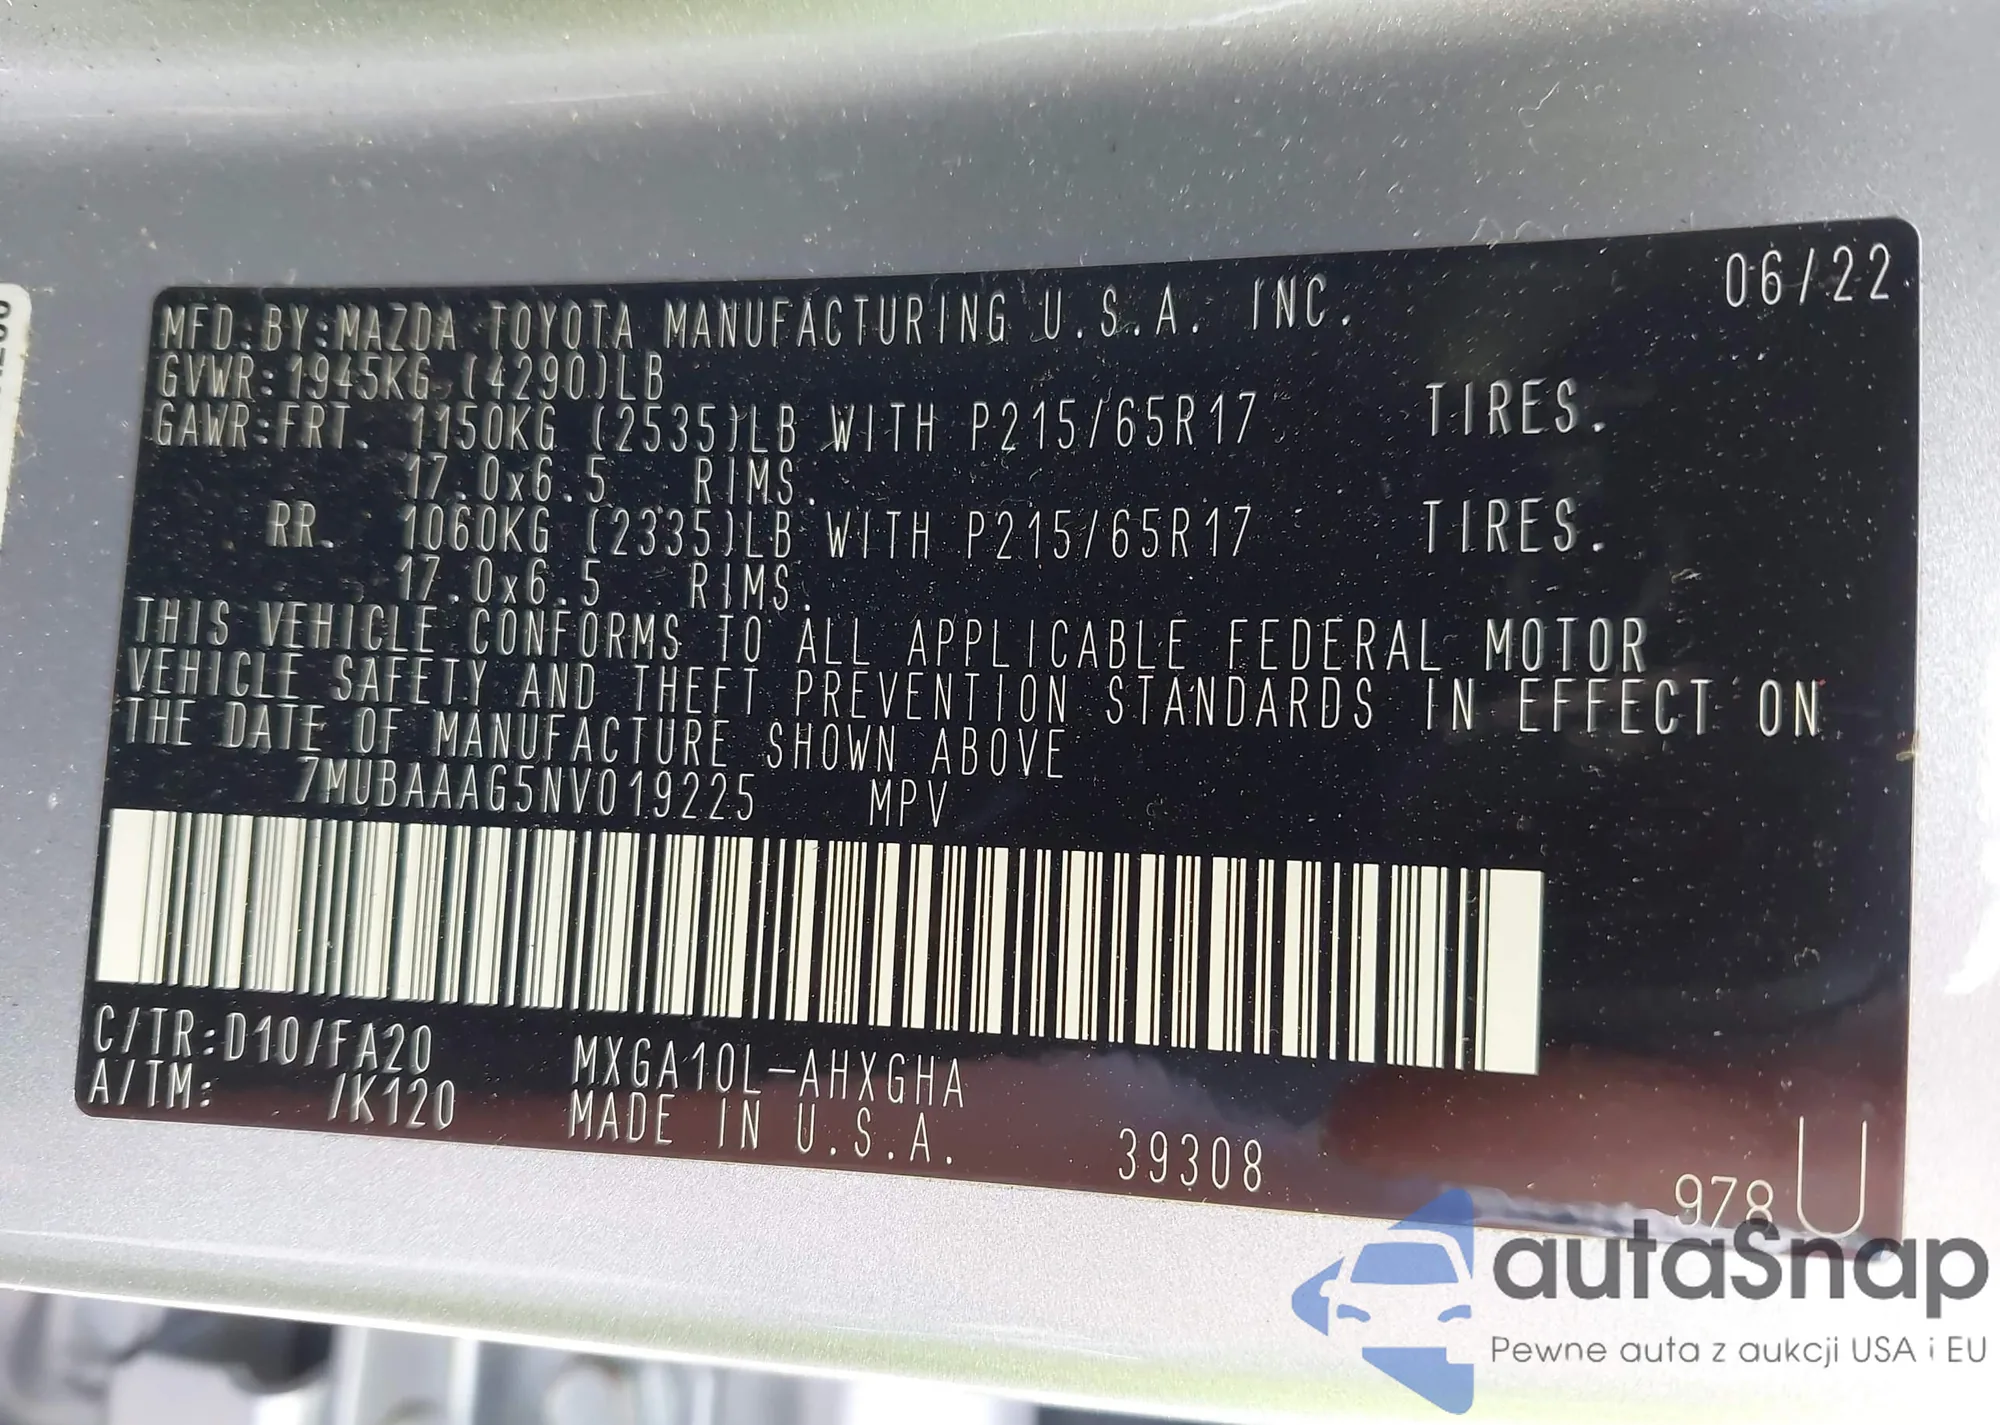 06/22
MFD. BY: MAZDA TOYOTA MANUFACTURING U.S.A. INC.
GVWR: 1945KG (4290)LB
GAWR: FRT. 1150KG (2535)LB WITH P215/65R17 TIRES.
17.0x6.5 RIMS.
RR. 1060KG (2335)LB WITH P215/65R17 TIRES.
17.0x6.5 RIMS.
THIS VEHICLE CONFORMS TO ALL APPLICABLE FEDERAL MOTOR
VEHICLE SAFETY AND THEFT PREVENTION STANDARDS IN EFFECT ON
THE DATE OF MANUFACTURE SHOWN ABOVE
7MUBAAAG5NV019225 MPV
C/TR: D10/FA20 MXGA10L-AHXGHA
A/TM: /K120 MADE IN U.S.A. 39308
978 U
autaSnap
Pewne auta z aukcji USA i EU